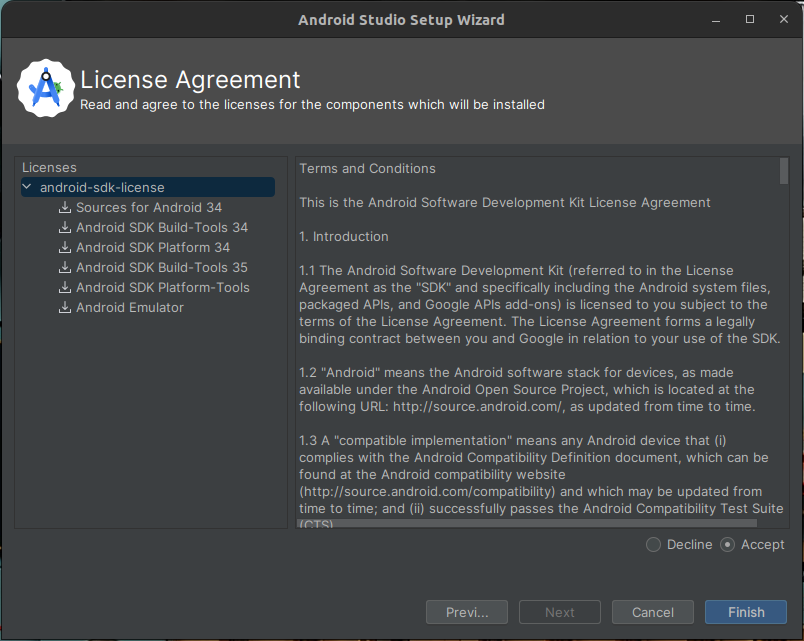 Android Studio Setup Wizard
License Agreement
Read and agree to the licenses for the components which will be installed
Licenses
android-sdk-license
Sources for Android 34
Android SDK Build-Tools 34
Android SDK Platform 34
Android SDK Build-Tools 35
Android SDK Platform-Tools
Android Emulator
Terms and Conditions
This is the Android Software Development Kit License Agreement
1. Introduction
1.1 The Android Software Development Kit (referred to in the License
Agreement as the "SDK" and specifically including the Android system files,
packaged APIs, and Google APIs add-ons) is licensed to you subject to the
terms of the License Agreement. The License Agreement forms a legally
binding contract between you and Google in relation to your use of the SDK.
1.2 "Android" means the Android software stack for devices, as made
available under the Android Open Source Project, which is located at the
following URL: http://source.android.com/, as updated from time to time.
1.3 A "compatible implementation" means any Android device that (i)
complies with the Android Compatibility Definition document, which can be
found at the Android compatibility website
(http://source.android.com/compatibility) and which may be updated from
time to time; and (ii) successfully passes the Android Compatibility Test Suite
(CTS)
Decline
Accept
Previ...
Next
Cancel
Finish